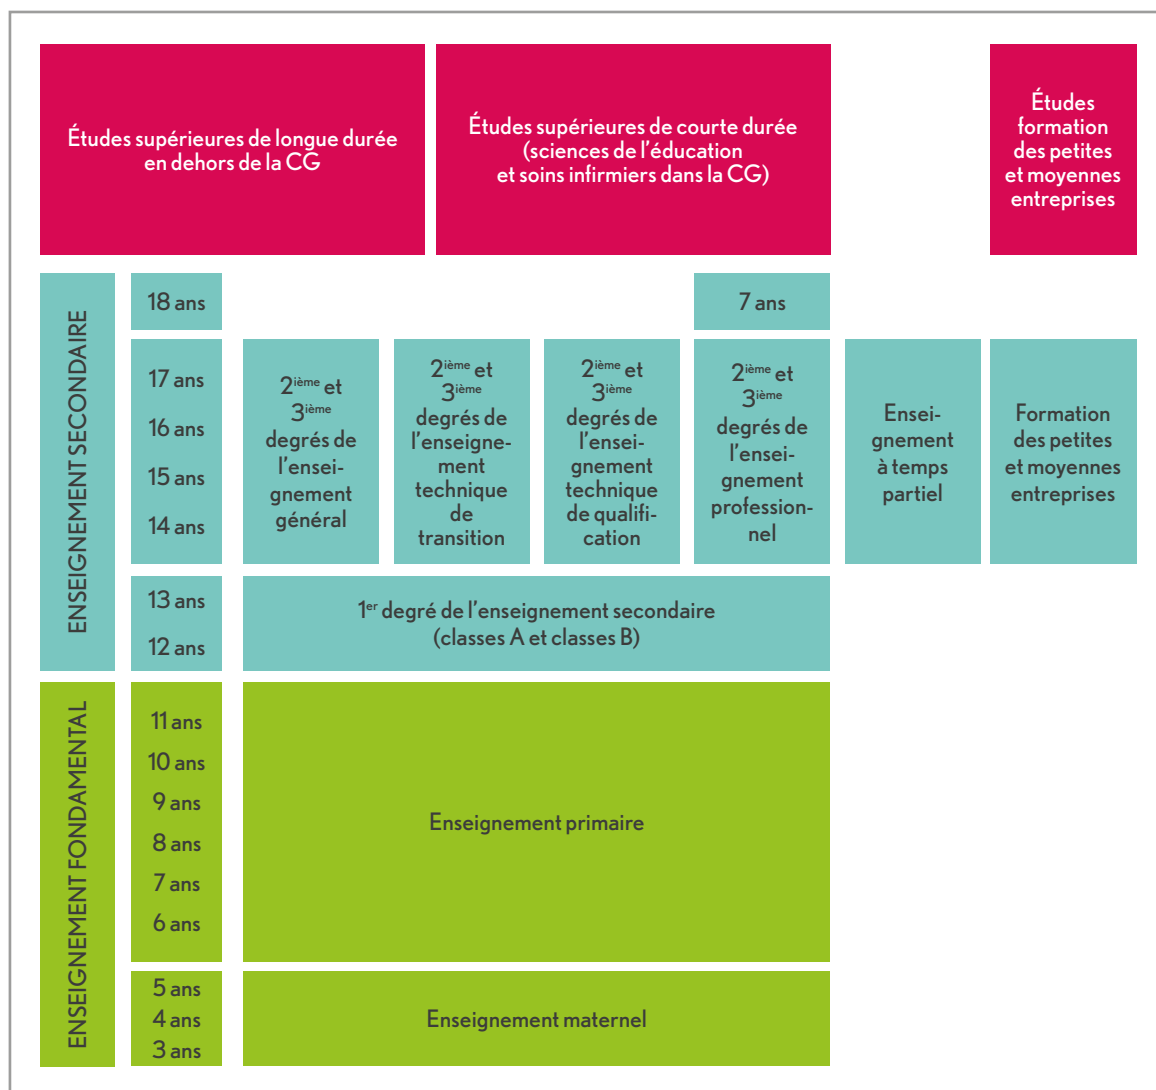 Études supérieures de longue durée
en dehors de la CG
Études supérieures de courte durée
(sciences de l'éducation
et soins infirmiers dans la CG)
Études
formation
des petites
et moyennes
entreprises
ENSEIGNEMENT SECONDAIRE
18 ans
7 ans
17 ans
16 ans
15 ans
14 ans
2ième et
3ième
degrés de
l'ensei-
gnement
général
2ième et
3ième
degrés de
l'enseigne-
ment
technique
de
transition
2ième et
3ième
degrés de
l'ensei-
gnement
technique
de qualifi-
cation
2ième et
3ième
degrés de
l'ensei-
gnement
profession-
nel
Ensei-
gnement
à temps
partiel
Formation
des petites
et moyennes
entreprises
13 ans
12 ans
1er degré de l'enseignement secondaire
(classes A et classes B)
ENSEIGNEMENT FONDAMENTAL
11 ans
10 ans
9 ans
8 ans
7 ans
6 ans
Enseignement primaire
5 ans
4 ans
3 ans
Enseignement maternel